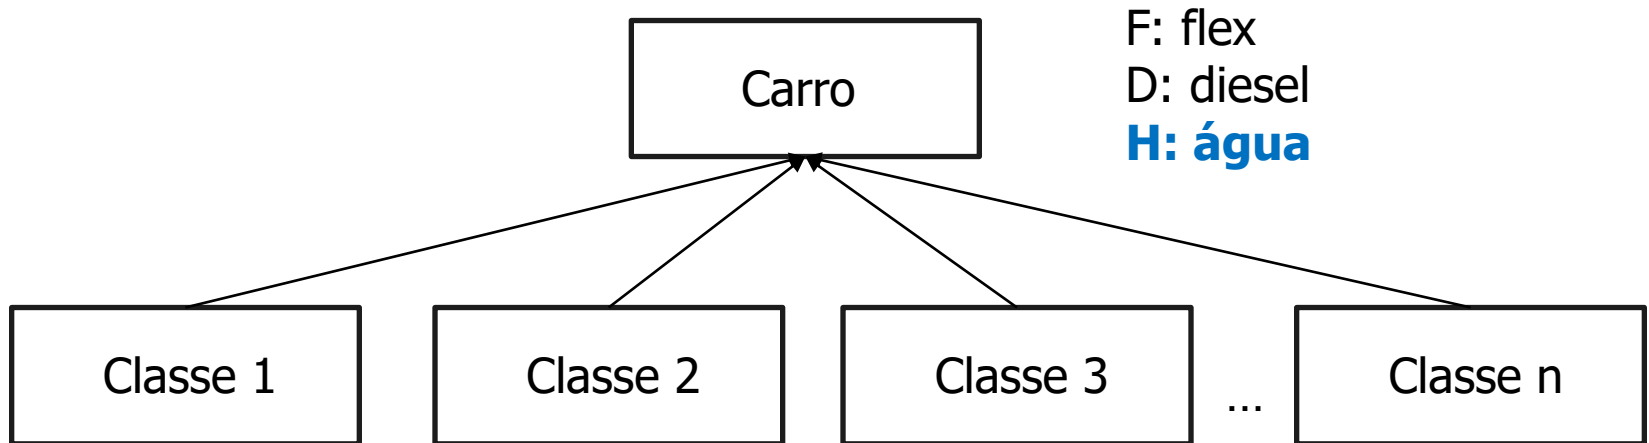 Carro
F: flex
D: diesel
H: água
Classe 1
Classe 2
Classe 3
...
Classe n